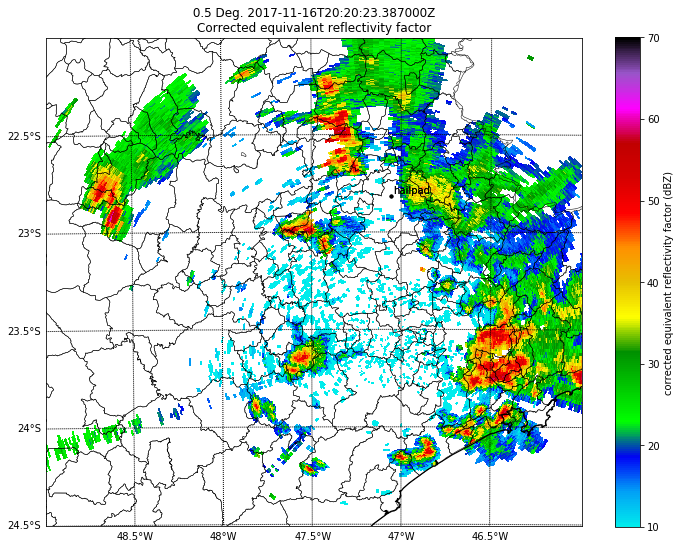 0.5 Deg. 2017-11-16T20:20:23.387000Z
Corrected equivalent reflectivity factor
22.5°S
23°S
23.5°S
24°S
24.5°S
hailpad
48.5°W
48°W
47.5°W
47°W
46.5°W
70
60
50
40
30
20
10
corrected equivalent reflectivity factor (dBZ)